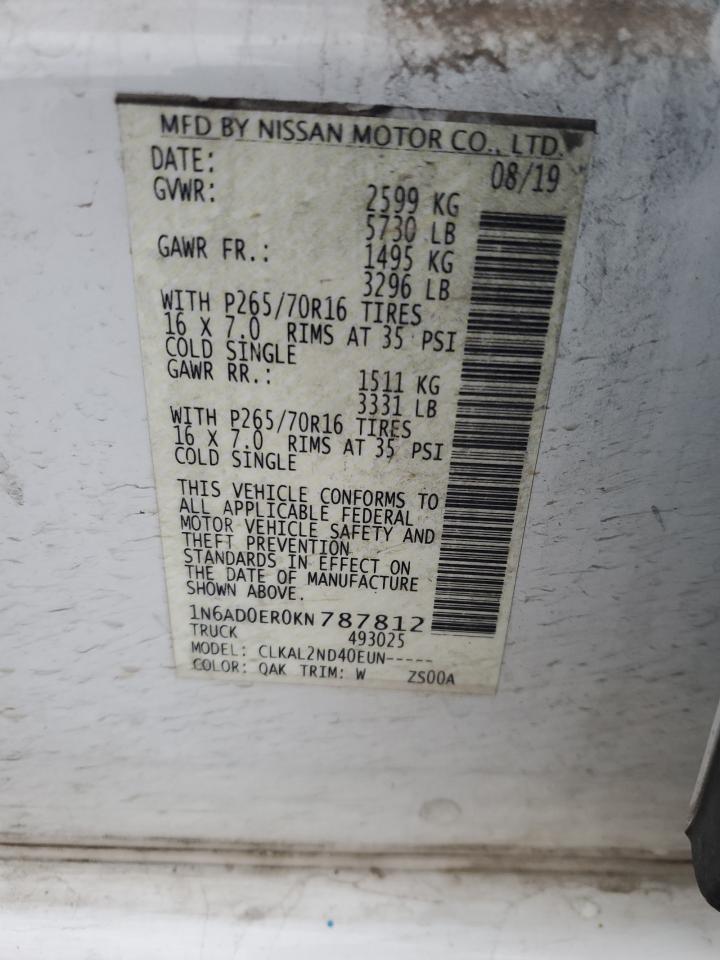 MFD BY NISSAN MOTOR CO., LTD.
DATE: 08/19
GVWR: 2599 KG
5730 LB
GAWR FR.: 1495 KG
3296 LB
WITH P265/70R16 TIRES
16 X 7.0 RIMS AT 35 PSI
COLD SINGLE
GAWR RR.: 1511 KG
3331 LB
WITH P265/70R16 TIRES
16 X 7.0 RIMS AT 35 PSI
COLD SINGLE
THIS VEHICLE CONFORMS TO
ALL APPLICABLE FEDERAL
MOTOR VEHICLE SAFETY AND
THEFT PREVENTION
STANDARDS IN EFFECT ON
THE DATE OF MANUFACTURE
SHOWN ABOVE.
1N6AD0ER0KN787812
TRUCK 493025
MODEL: CLKAL2ND40EUN-----
COLOR: QAK TRIM: W ZS00A